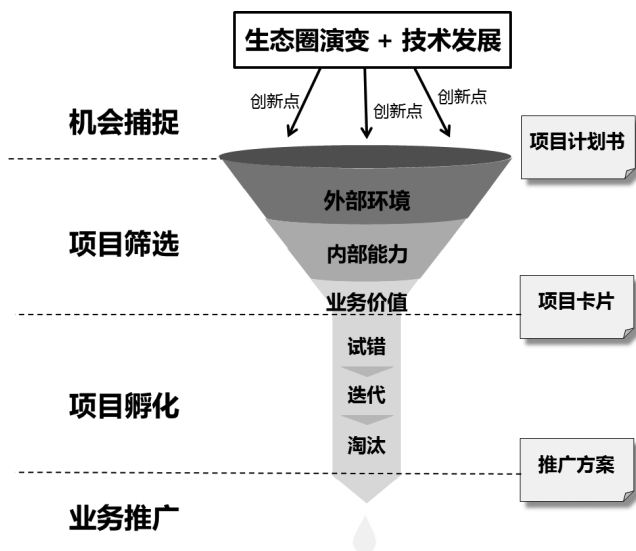 生态圈演变 + 技术发展
创新点
创新点
创新点
机会捕捉
项目计划书
外部环境
项目筛选
内部能力
业务价值
项目卡片
试错
迭代
项目孵化
淘汰
推广方案
业务推广